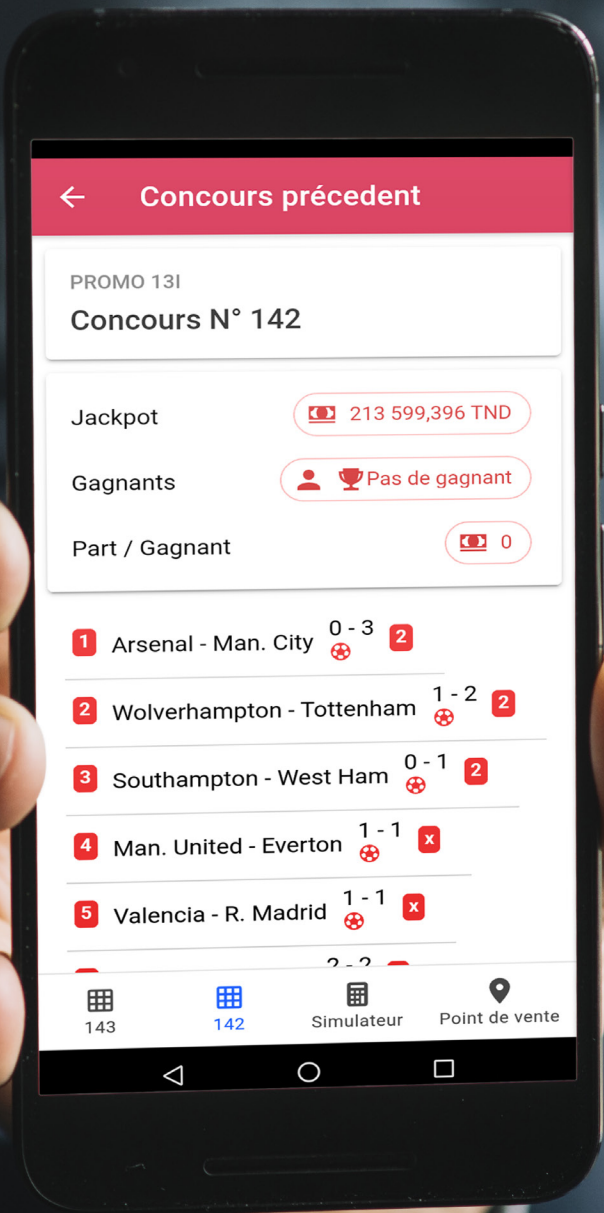 Concours précedent
PROMO 13I
Concours N° 142
Jackpot 213 599,396 TND
Gagnants Pas de gagnant
Part / Gagnant 0
1 Arsenal - Man. City 0 - 3 2
2 Wolverhampton - Tottenham 1 - 2 2
3 Southampton - West Ham 0 - 1 2
4 Man. United - Everton 1 - 1 x
5 Valencia - R. Madrid 1 - 1 x
2 - 2
143 142 Simulateur Point de vente